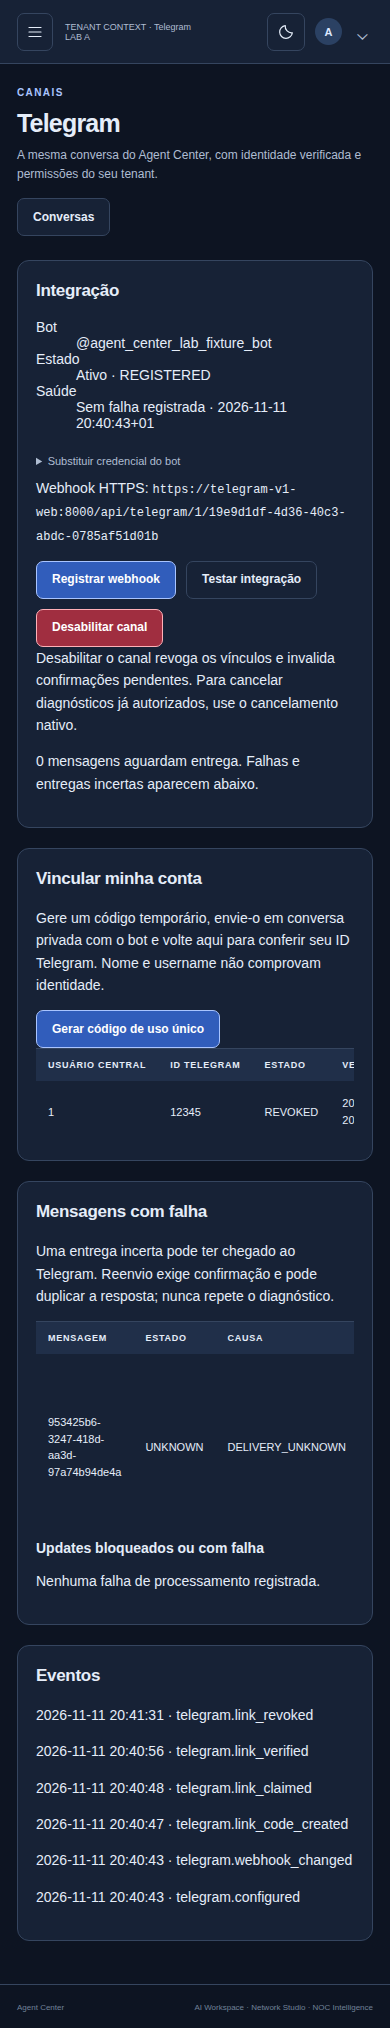 TENANT CONTEXT · Telegram
LAB A
A
CANAIS
Telegram
A mesma conversa do Agent Center, com identidade verificada e
permissões do seu tenant.
Conversas
Integração
Bot
@agent_center_lab_fixture_bot
Estado
Ativo · REGISTERED
Saúde
Sem falha registrada · 2026-11-11
20:40:43+01
Substituir credencial do bot
Webhook HTTPS: https://telegram-v1-
web:8000/api/telegram/1/19e9d1df-4d36-40c3-
abdc-0785af51d01b
Registrar webhook
Testar integração
Desabilitar canal
Desabilitar o canal revoga os vínculos e invalida
confirmações pendentes. Para cancelar
diagnósticos já autorizados, use o cancelamento
nativo.
0 mensagens aguardam entrega. Falhas e
entregas incertas aparecem abaixo.
Vincular minha conta
Gere um código temporário, envie-o em conversa
privada com o bot e volte aqui para conferir seu ID
Telegram. Nome e username não comprovam
identidade.
Gerar código de uso único
USUÁRIO CENTRAL ID TELEGRAM ESTADO VE
1 12345 REVOKED 20
20
Mensagens com falha
Uma entrega incerta pode ter chegado ao
Telegram. Reenvio exige confirmação e pode
duplicar a resposta; nunca repete o diagnóstico.
MENSAGEM ESTADO CAUSA
953425b6-
3247-418d-
aa3d-
97a74b94de4a
UNKNOWN DELIVERY_UNKNOWN
Updates bloqueados ou com falha
Nenhuma falha de processamento registrada.
Eventos
2026-11-11 20:41:31 · telegram.link_revoked
2026-11-11 20:40:56 · telegram.link_verified
2026-11-11 20:40:48 · telegram.link_claimed
2026-11-11 20:40:47 · telegram.link_code_created
2026-11-11 20:40:43 · telegram.webhook_changed
2026-11-11 20:40:43 · telegram.configured
Agent Center
AI Workspace · Network Studio · NOC Intelligence